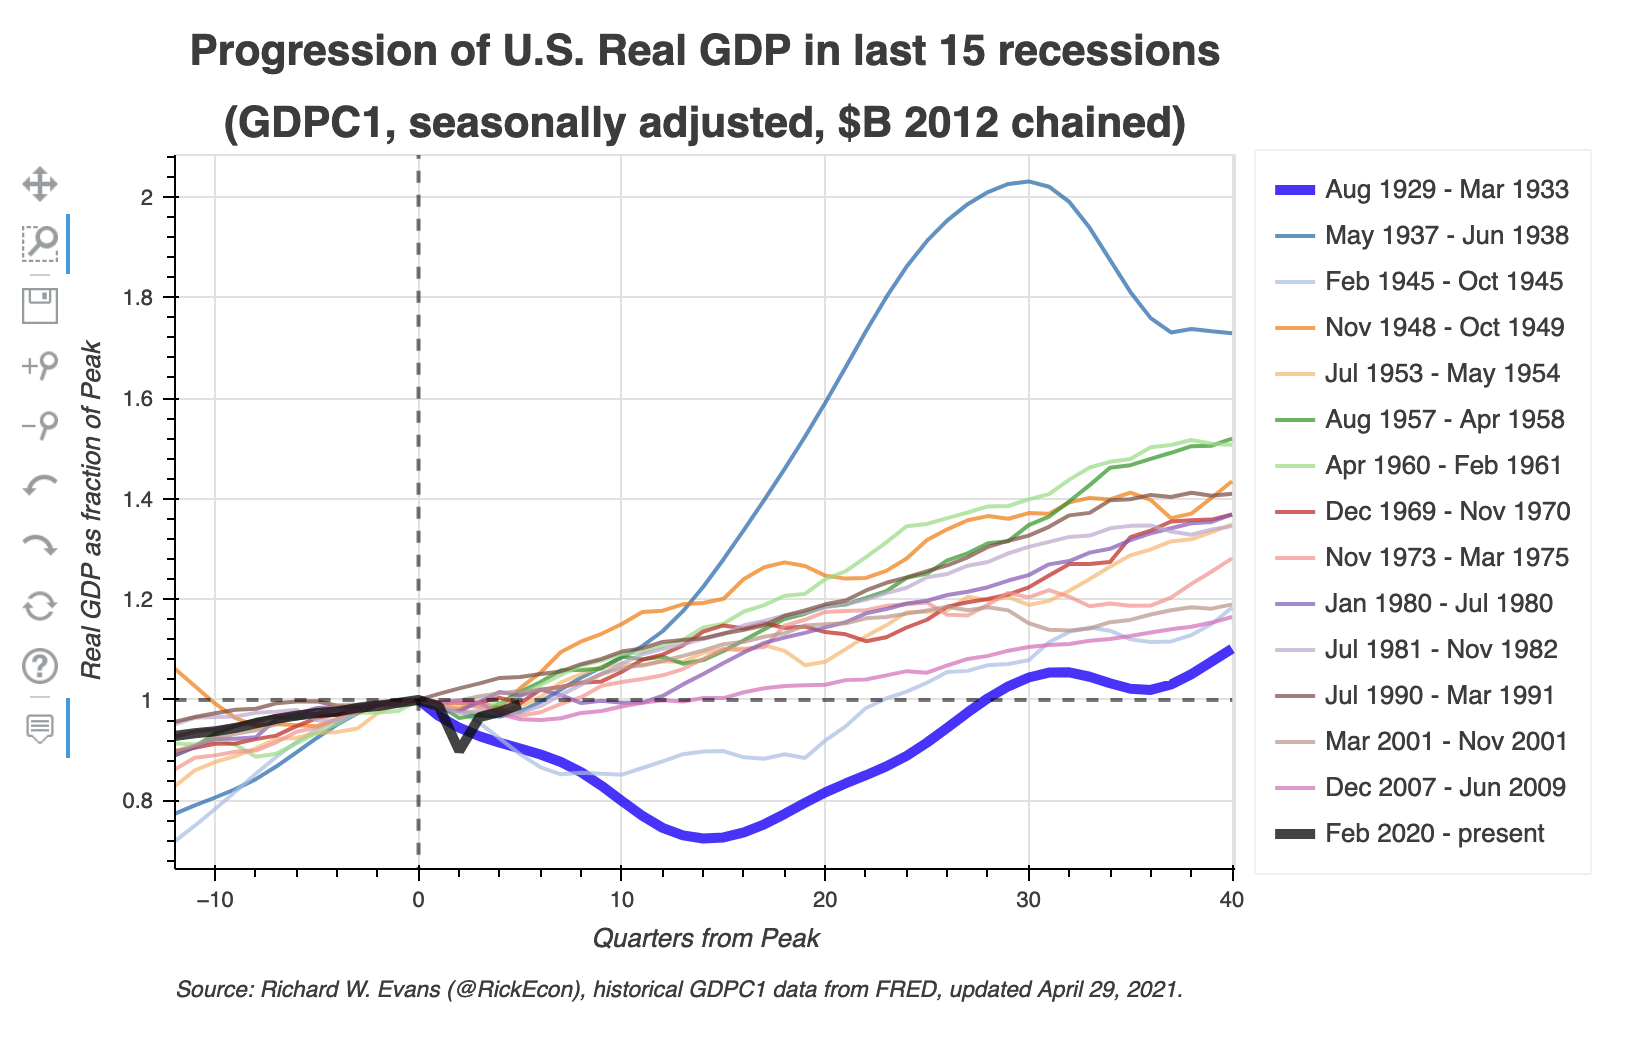 Progression of U.S. Real GDP in last 15 recessions
(GDPC1, seasonally adjusted, $B 2012 chained)
Real GDP as fraction of Peak
2
1.8
1.6
1.4
1.2
1
0.8
−10
0
10
20
30
40
Quarters from Peak
Aug 1929 - Mar 1933
May 1937 - Jun 1938
Feb 1945 - Oct 1945
Nov 1948 - Oct 1949
Jul 1953 - May 1954
Aug 1957 - Apr 1958
Apr 1960 - Feb 1961
Dec 1969 - Nov 1970
Nov 1973 - Mar 1975
Jan 1980 - Jul 1980
Jul 1981 - Nov 1982
Jul 1990 - Mar 1991
Mar 2001 - Nov 2001
Dec 2007 - Jun 2009
Feb 2020 - present
Source: Richard W. Evans (@RickEcon), historical GDPC1 data from FRED, updated April 29, 2021.